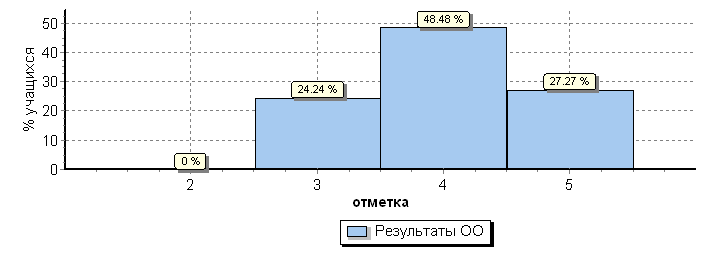 % учащихся
50
40
30
20
10
0
0 %
24.24 %
48.48 %
27.27 %
2 3 4 5
отметка
Результаты ОО